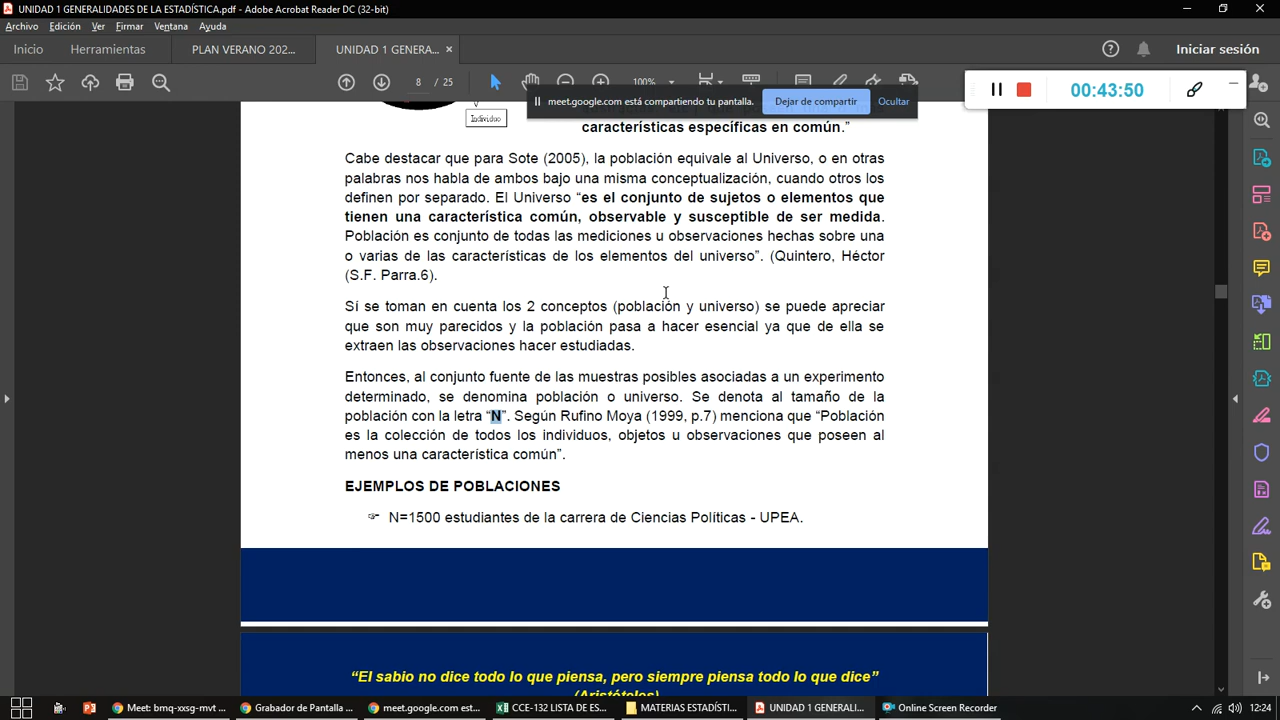 UNIDAD 1 GENERALIDADES DE LA ESTADÍSTICA.pdf - Adobe Acrobat Reader DC (32-bit)
Archivo Edición Ver Firmar Ventana Ayuda
Inicio Herramientas PLAN VERANO 202... UNIDAD 1 GENERA... × Iniciar sesión
8 / 25 100%
00:43:50
meet.google.com está compartiendo tu pantalla. Dejar de compartir Ocultar
Individuo
características específicas en común.”
Cabe destacar que para Sote (2005), la población equivale al Universo, o en otras
palabras nos habla de ambos bajo una misma conceptualización, cuando otros los
definen por separado. El Universo “es el conjunto de sujetos o elementos que
tienen una característica común, observable y susceptible de ser medida.
Población es conjunto de todas las mediciones u observaciones hechas sobre una
o varias de las características de los elementos del universo”. (Quintero, Héctor
(S.F. Parra.6).
Sí se toman en cuenta los 2 conceptos (población y universo) se puede apreciar
que son muy parecidos y la población pasa a hacer esencial ya que de ella se
extraen las observaciones hacer estudiadas.
Entonces, al conjunto fuente de las muestras posibles asociadas a un experimento
determinado, se denomina población o universo. Se denota al tamaño de la
población con la letra “N”. Según Rufino Moya (1999, p.7) menciona que “Población
es la colección de todos los individuos, objetos u observaciones que poseen al
menos una característica común”.
EJEMPLOS DE POBLACIONES
☞ N=1500 estudiantes de la carrera de Ciencias Políticas - UPEA.
“El sabio no dice todo lo que piensa, pero siempre piensa todo lo que dice”
(Aristóteles)
Meet: bmq-xxsg-mvt ... Grabador de Pantalla ... meet.google.com est... CCE-132 LISTA DE ES... MATERIAS ESTADÍSTI... UNIDAD 1 GENERALI... Online Screen Recorder 12:24